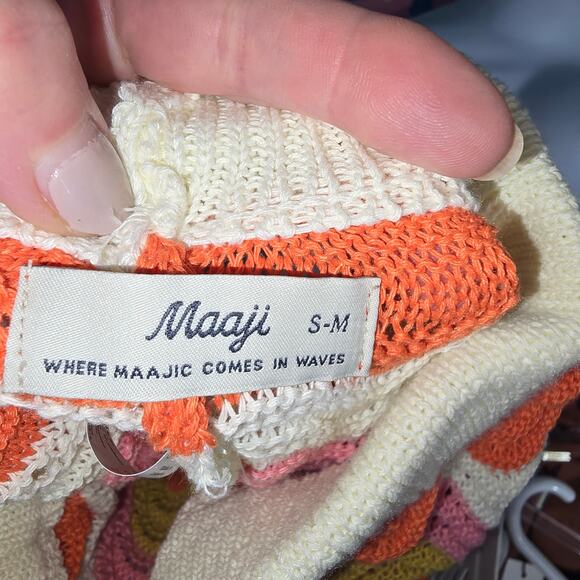 Maaji S-M
WHERE MAAJIC COMES IN WAVES